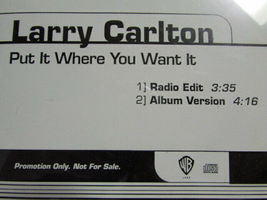 Larry Carlton
Put It Where You Want It
1] Radio Edit 3:35
2] Album Version 4:16
Promotion Only. Not For Sale.